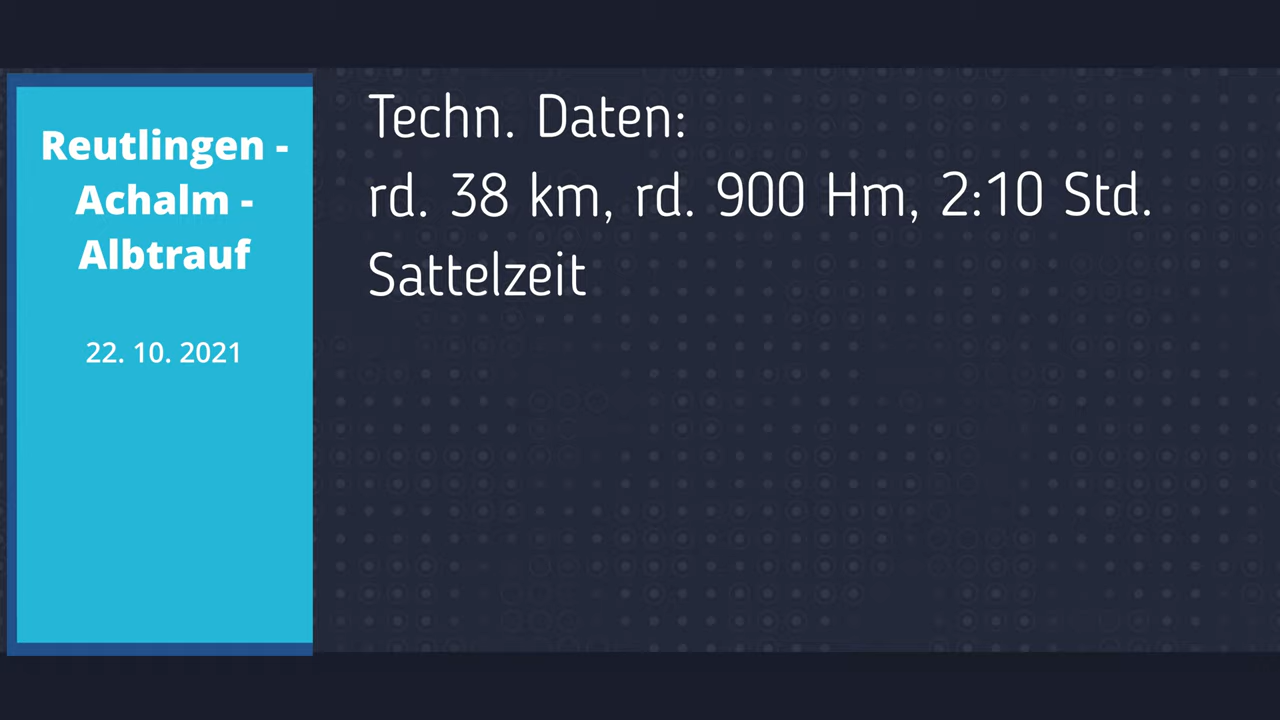 Reutlingen -
Achalm -
Albtrauf
22. 10. 2021
Techn. Daten:
rd. 38 km, rd. 900 Hm, 2:10 Std.
Sattelzeit